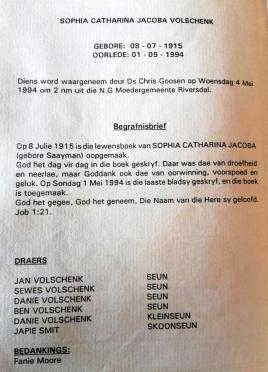 SOPHIA CATHARINA JACOBA VOLSCHENK
GEBORE: 08 - 07 - 1915
OORLEDE: 01 - 05 - 1994
Diens word waargeneem deur Ds Chris Goosen op Woensdag 4 Mei
1994 om 2 nm uit die N G Moedergemeente Riversdal.
Begrafnisbrief
Op 8 Julie 1915 is die lewensboek van SOPHIA CATHARINA JACOBA
(gebore Saayman) oopgemaak.
God het dag vir dag in die boek geskryf. Daar was dae van droefheid
en neerlae, maar Goddank ook dae van oorwinning, voorspoed en
geluk. Op Sondag 1 Mei 1994 is die laaste bladsy geskryf, en die boek
is toegemaak.
God het gegee, God het geneem, Die Naam van die Here sy geloofd.
Job 1:21.
DRAERS
JAN VOLSCHENK SEUN
SEWES VOLSCHENK SEUN
DANIE VOLSCHENK SEUN
BEN VOLSCHENK SEUN
DANIE VOLSCHENK KLEINSEUN
JAPIE SMIT SKOONSEUN
BEDANKINGS:
Fanie Moore